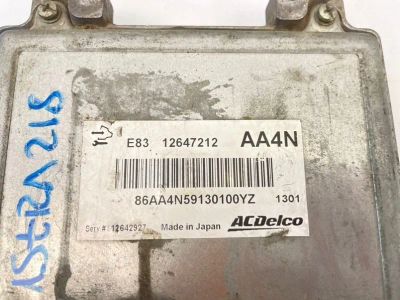 E83 12647212 AA4N
86AA4N59130100YZ 1301
Serv #: 12642927 Made in Japan ACDelco